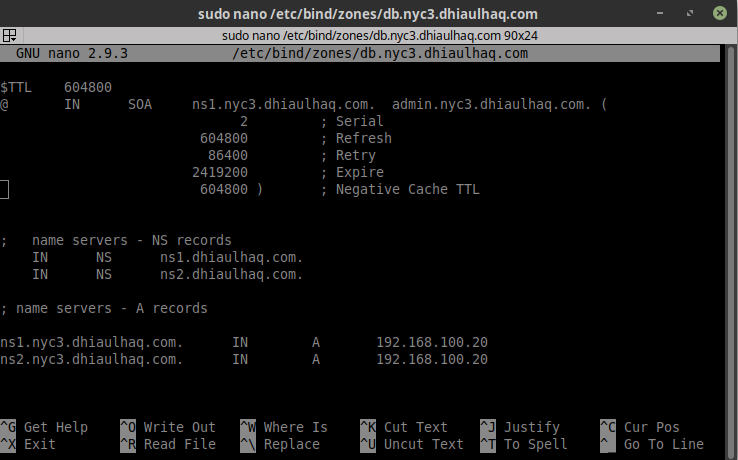 sudo nano /etc/bind/zones/db.nyc3.dhiaulhaq.com
sudo nano /etc/bind/zones/db.nyc3.dhiaulhaq.com 90x24
GNU nano 2.9.3 /etc/bind/zones/db.nyc3.dhiaulhaq.com
$TTL 604800
@ IN SOA ns1.nyc3.dhiaulhaq.com. admin.nyc3.dhiaulhaq.com. (
2 ; Serial
604800 ; Refresh
86400 ; Retry
2419200 ; Expire
604800 ) ; Negative Cache TTL
; name servers - NS records
IN NS ns1.dhiaulhaq.com.
IN NS ns2.dhiaulhaq.com.
; name servers - A records
ns1.nyc3.dhiaulhaq.com. IN A 192.168.100.20
ns2.nyc3.dhiaulhaq.com. IN A 192.168.100.20
^G Get Help ^O Write Out ^W Where Is ^K Cut Text ^J Justify ^C Cur Pos
^X Exit ^R Read File ^\ Replace ^U Uncut Text ^T To Spell ^_ Go To Line